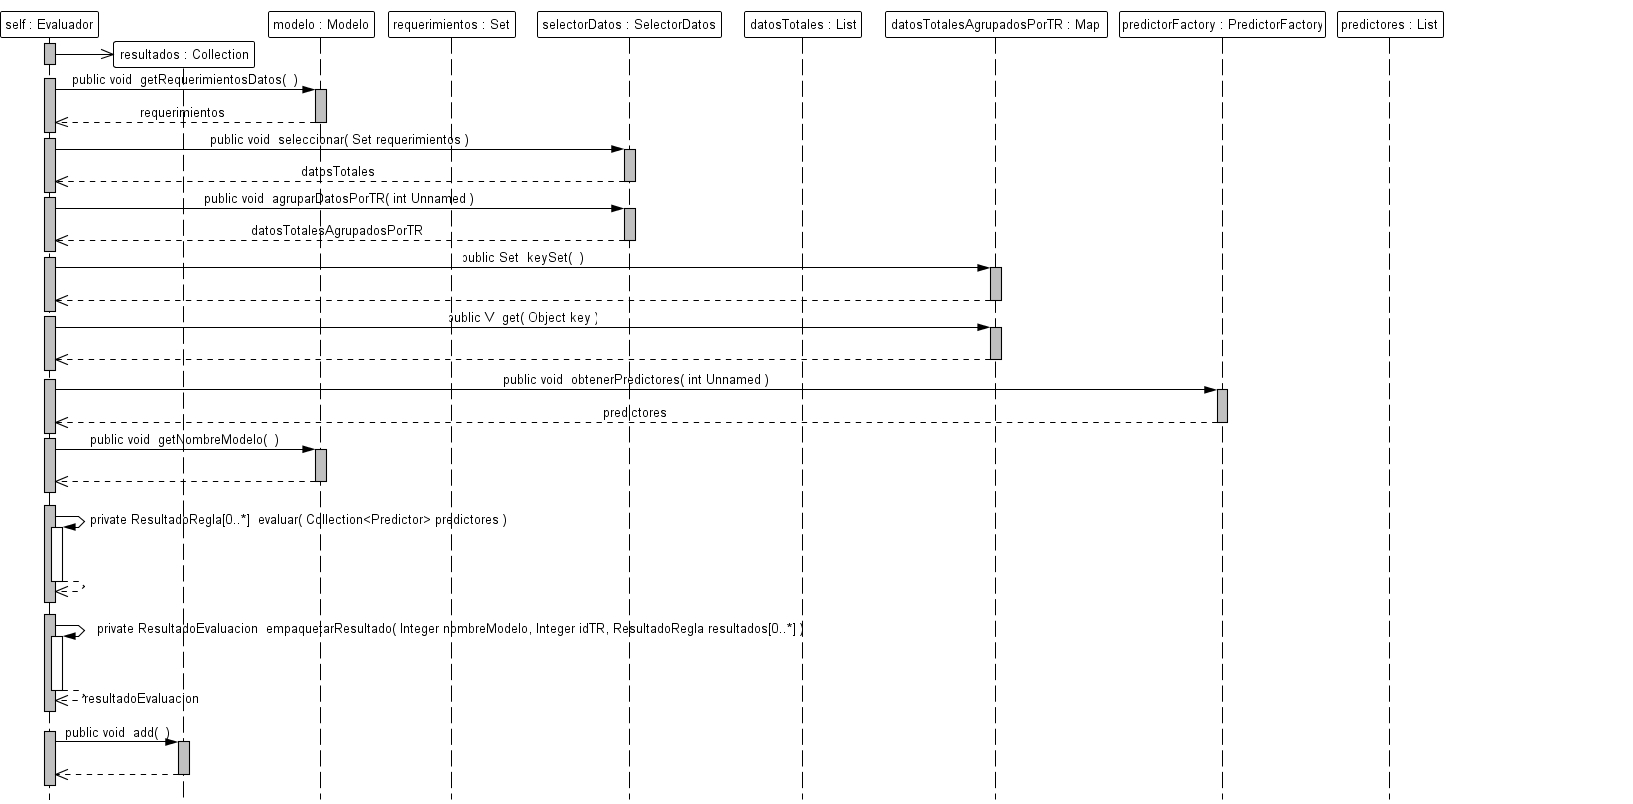 self : Evaluador
modelo : Modelo
requerimientos : Set
selectorDatos : SelectorDatos
datosTotales : List
datosTotalesAgrupadosPorTR : Map
predictorFactory : PredictorFactory
predictores : List
resultados : Collection
public void getRequerimientosDatos( )
requerimientos
public void seleccionar( Set requerimientos )
datosTotales
public void agruparDatosPorTR( int Unnamed )
datosTotalesAgrupadosPorTR
public Set keySet( )
public V get( Object key )
public void obtenerPredictores( int Unnamed )
predictores
public void getNombreModelo( )
private ResultadoRegla[0..*] evaluar( Collection<Predictor> predictores )
private ResultadoEvaluacion empaquetarResultado( Integer nombreModelo, Integer idTR, ResultadoRegla resultados[0..*] )
resultadoEvaluacion
public void add( )